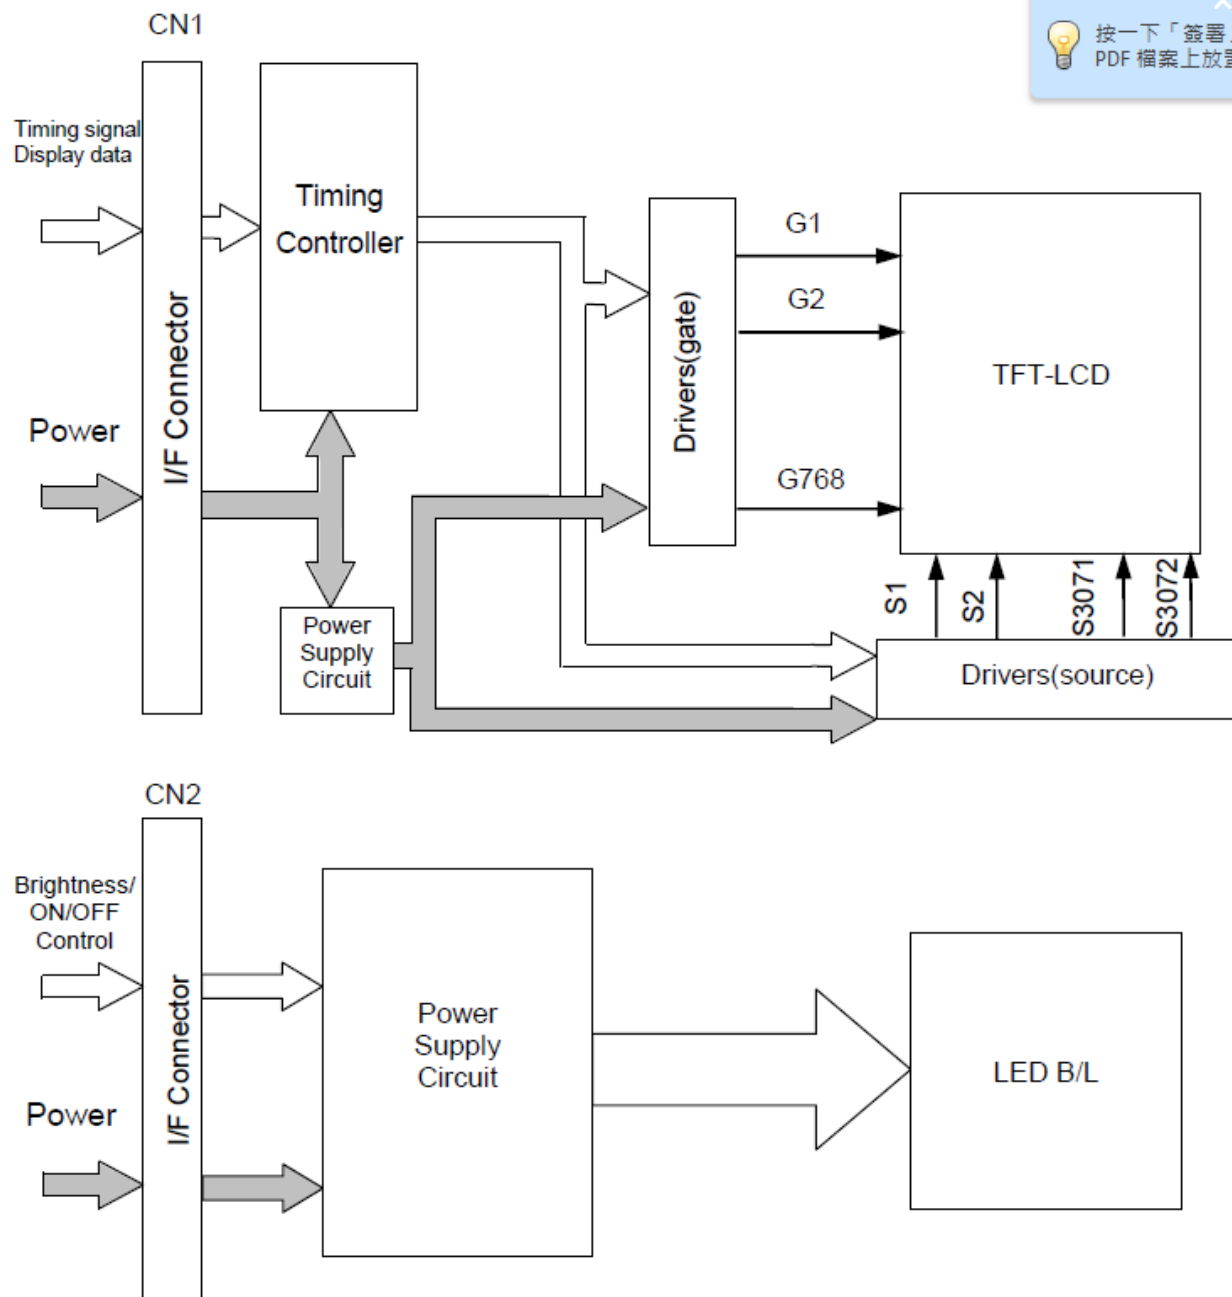 CN1
按一下「簽署」
PDF 檔案上放置
Timing signal
Display data
Timing
Controller
I/F Connector
Power
Drivers(gate)
G1
G2
G768
TFT-LCD
Power
Supply
Circuit
S1
S2
S3071
S3072
Drivers(source)
CN2
Brightness/
ON/OFF
Control
I/F Connector
Power
Power
Supply
Circuit
LED B/L